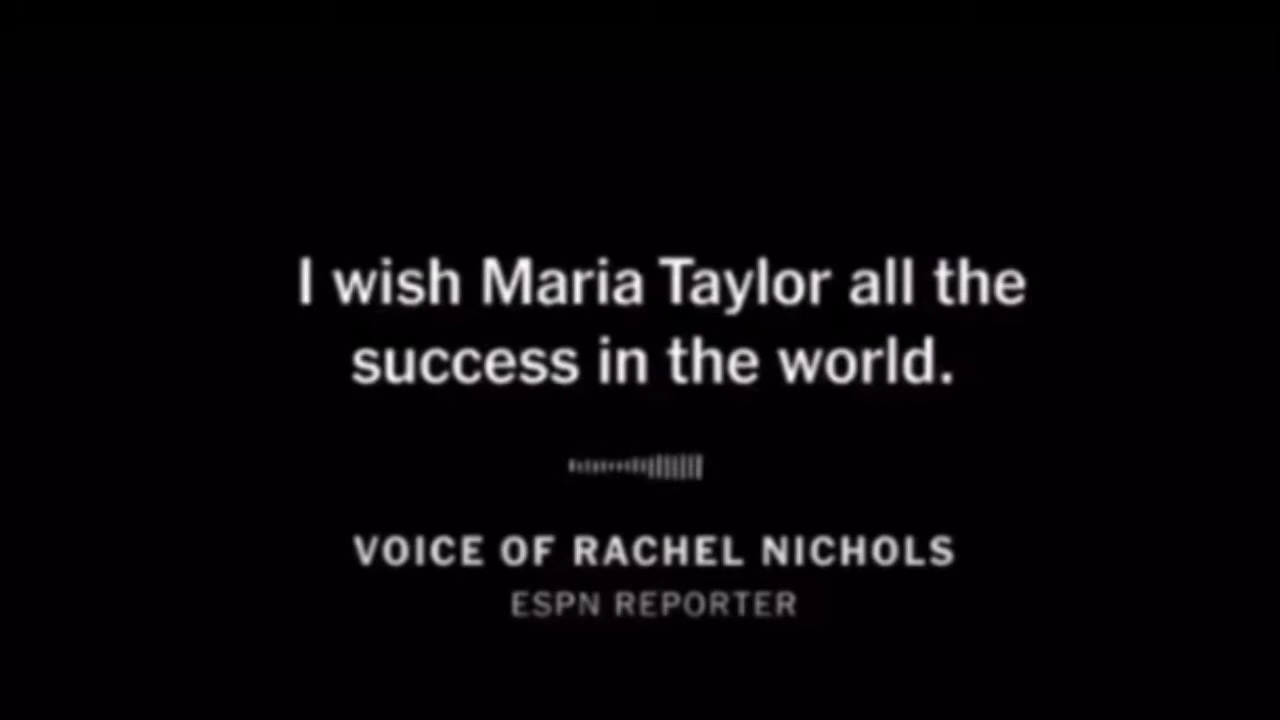 I wish Maria Taylor all the
success in the world.
VOICE OF RACHEL NICHOLS
ESPN REPORTER